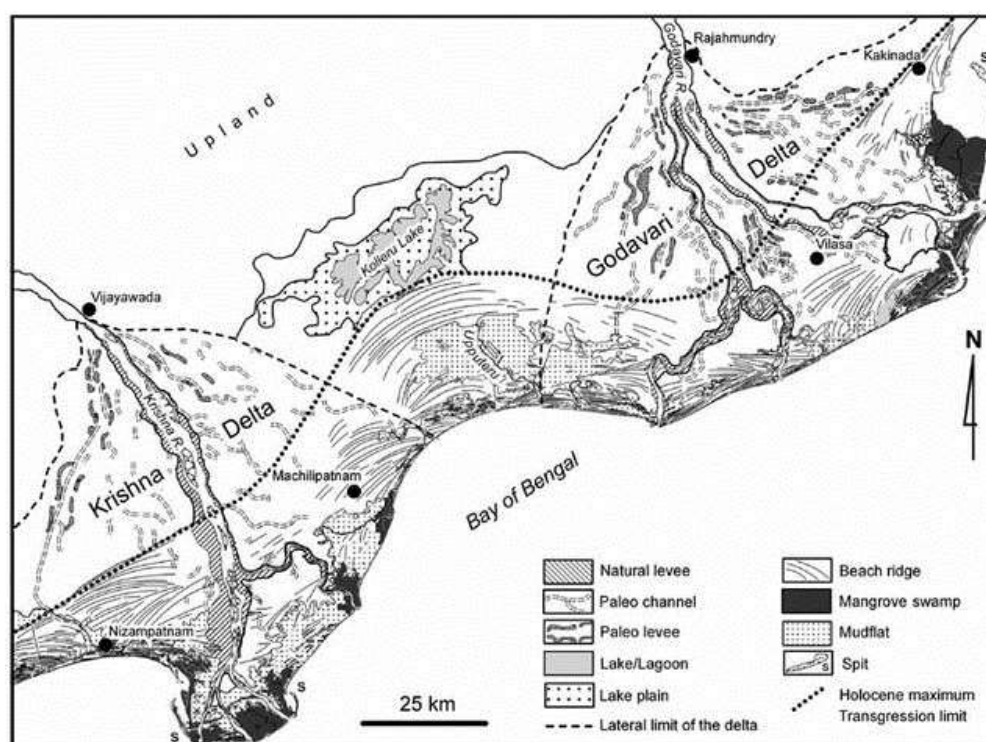 Godavari R.
Rajahmundry
Kakinada
S
Upland
Delta
Kolleru Lake
Godavari
Vilasa
Vijayawada
Upputeru
N
Krishna R.
Delta
Machilipatnam
Krishna
Bay of Bengal
Nizampatnam
S
S
25 km
Natural levee
Paleo channel
Paleo levee
Lake/Lagoon
Lake plain
Lateral limit of the delta
Beach ridge
Mangrove swamp
Mudflat
S
Spit
Holocene maximum
Transgression limit